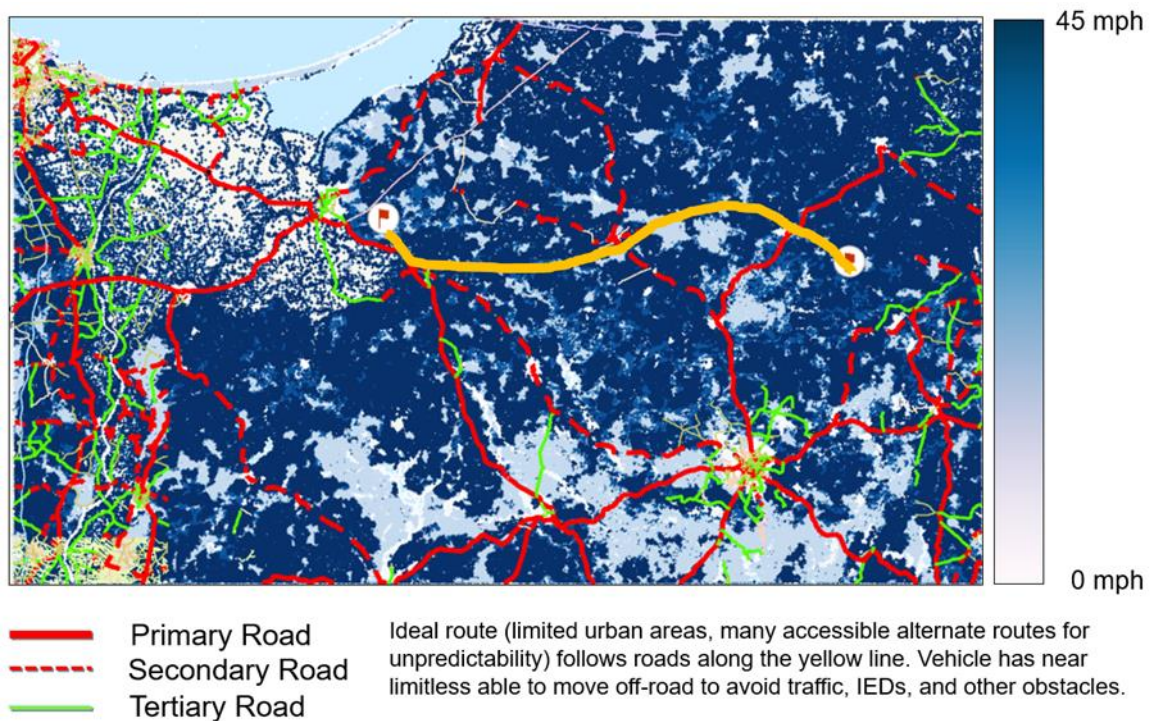 45 mph
0 mph
Primary Road
Secondary Road
Tertiary Road
Ideal route (limited urban areas, many accessible alternate routes for
unpredictability) follows roads along the yellow line. Vehicle has near
limitless able to move off-road to avoid traffic, IEDs, and other obstacles.